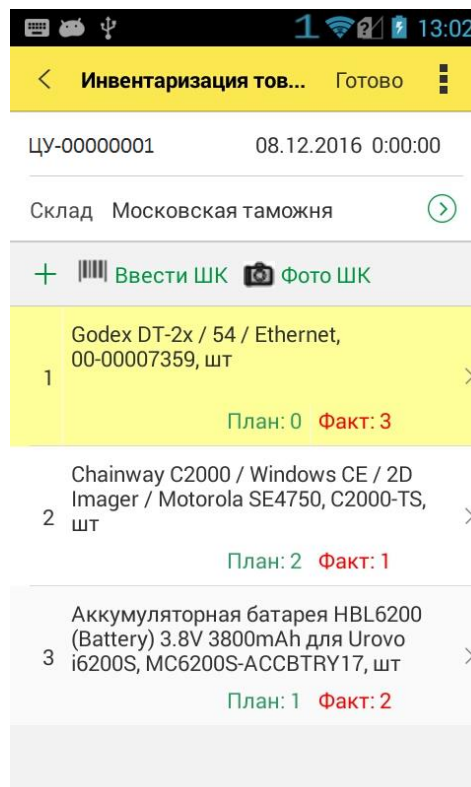 1 13:02
Инвентаризация тов... Готово
ЦУ-00000001 08.12.2016 0:00:00
Склад Московская таможня
+ Ввести ШК Фото ШК
Godex DT-2x / 54 / Ethernet,
1 00-00007359, шт
План: 0 Факт: 3
Chainway C2000 / Windows CE / 2D
Imager / Motorola SE4750, C2000-TS,
2 шт
План: 2 Факт: 1
Аккумуляторная батарея HBL6200
(Battery) 3.8V 3800mAh для Urovo
3 i6200S, MC6200S-ACCBTRY17, шт
План: 1 Факт: 2